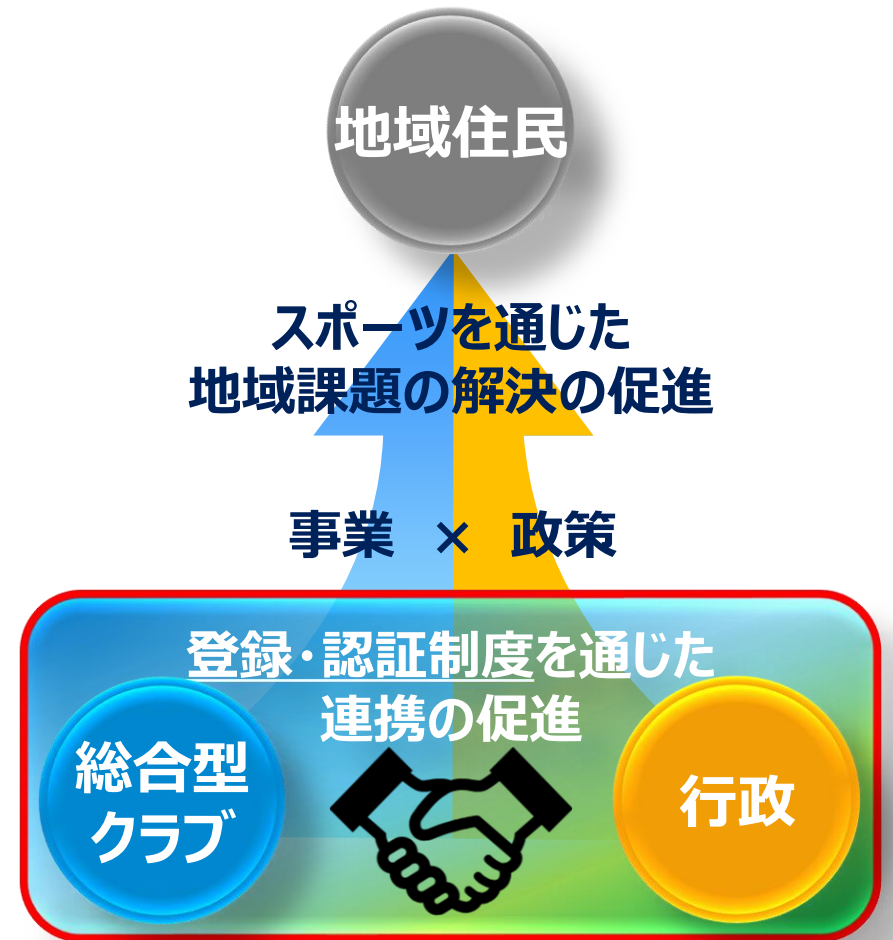 地域住民
スポーツを通じた
地域課題の解決の促進
事業 × 政策
登録・認証制度を通じた
連携の促進
総合型
クラブ
行政